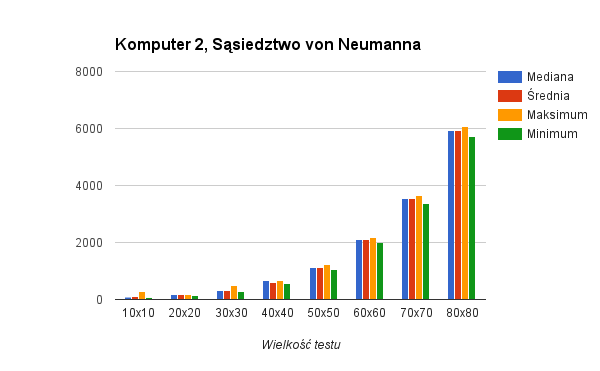 Komputer 2, Sąsiedztwo von Neumanna
8000
6000
4000
2000
0
10x10 20x20 30x30 40x40 50x50 60x60 70x70 80x80
Wielkość testu
Mediana
Średnia
Maksimum
Minimum